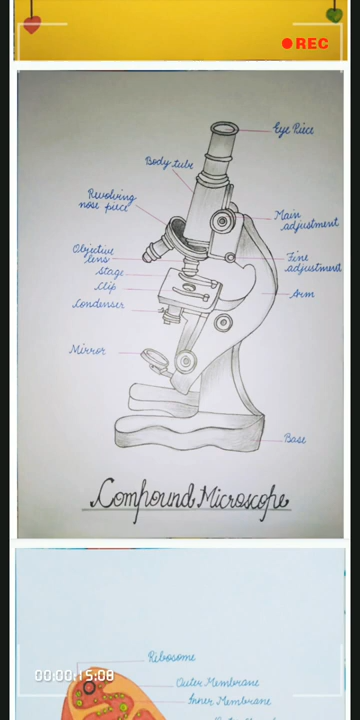 REC
Eye Piece
Body tube
Revolving
nose piece
Main
adjustment
Objective
lens
Fine
adjustment
Stage
Clip
Arm
Condenser
Mirror
Base
Compound Microscope
00:00:15:08
Ribosome
Outer Membrane
Inner Membrane